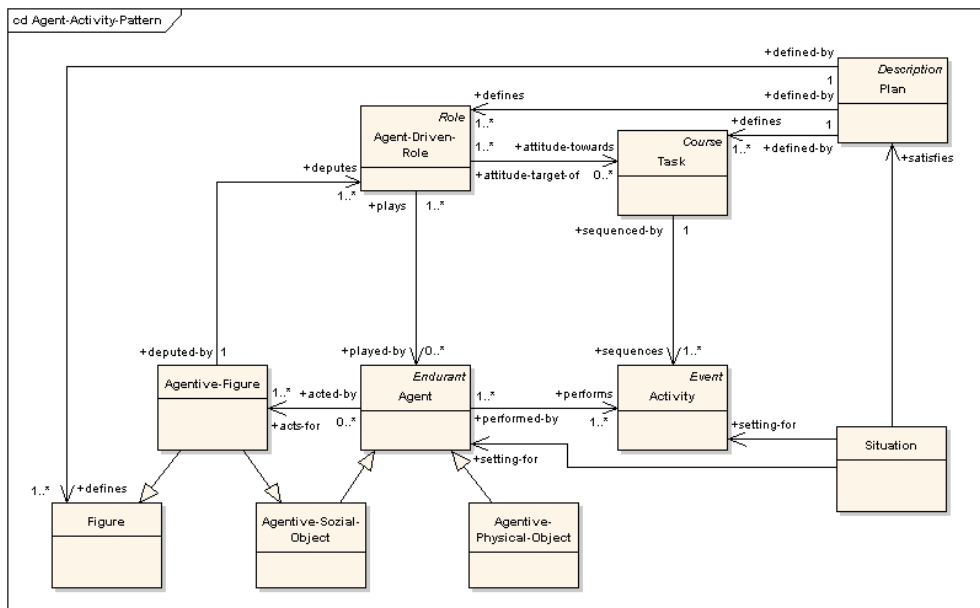 cd Agent-Activity-Pattern
+defined-by
1
Description
Plan
+defines
+defined-by
1..*
1
+defines
+defined-by
1..*
+satisfies
Role
Agent-Driven-
Role
1..*
+attitude-towards
+attitude-target-of
0..*
Course
Task
+deputes
1..*
+plays
1..*
+sequenced-by
1
+deputed-by
1
+played-by
0..*
+sequences
1..*
Agentive-Figure
1..*
+acted-by
+acts-for
0..*
Endurant
Agent
1..*
+performs
+performed-by
1..*
Event
Activity
+setting-for
+setting-for
Situation
1..*
+defines
Figure
Agentive-Sozial-
Object
Agentive-
Physical-Object